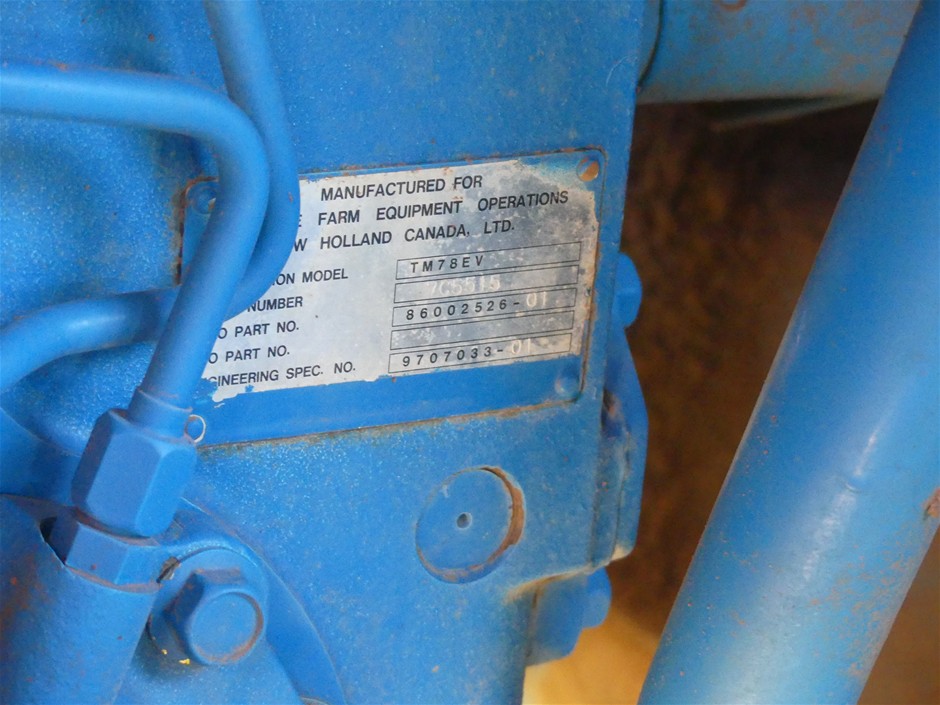 MANUFACTURED FOR
E FARM EQUIPMENT OPERATIONS
W HOLLAND CANADA, LTD.
ON MODEL TM78EV
NUMBER
O PART NO. 86002526-01
O PART NO.
GINEERING SPEC. NO. 9707033-01